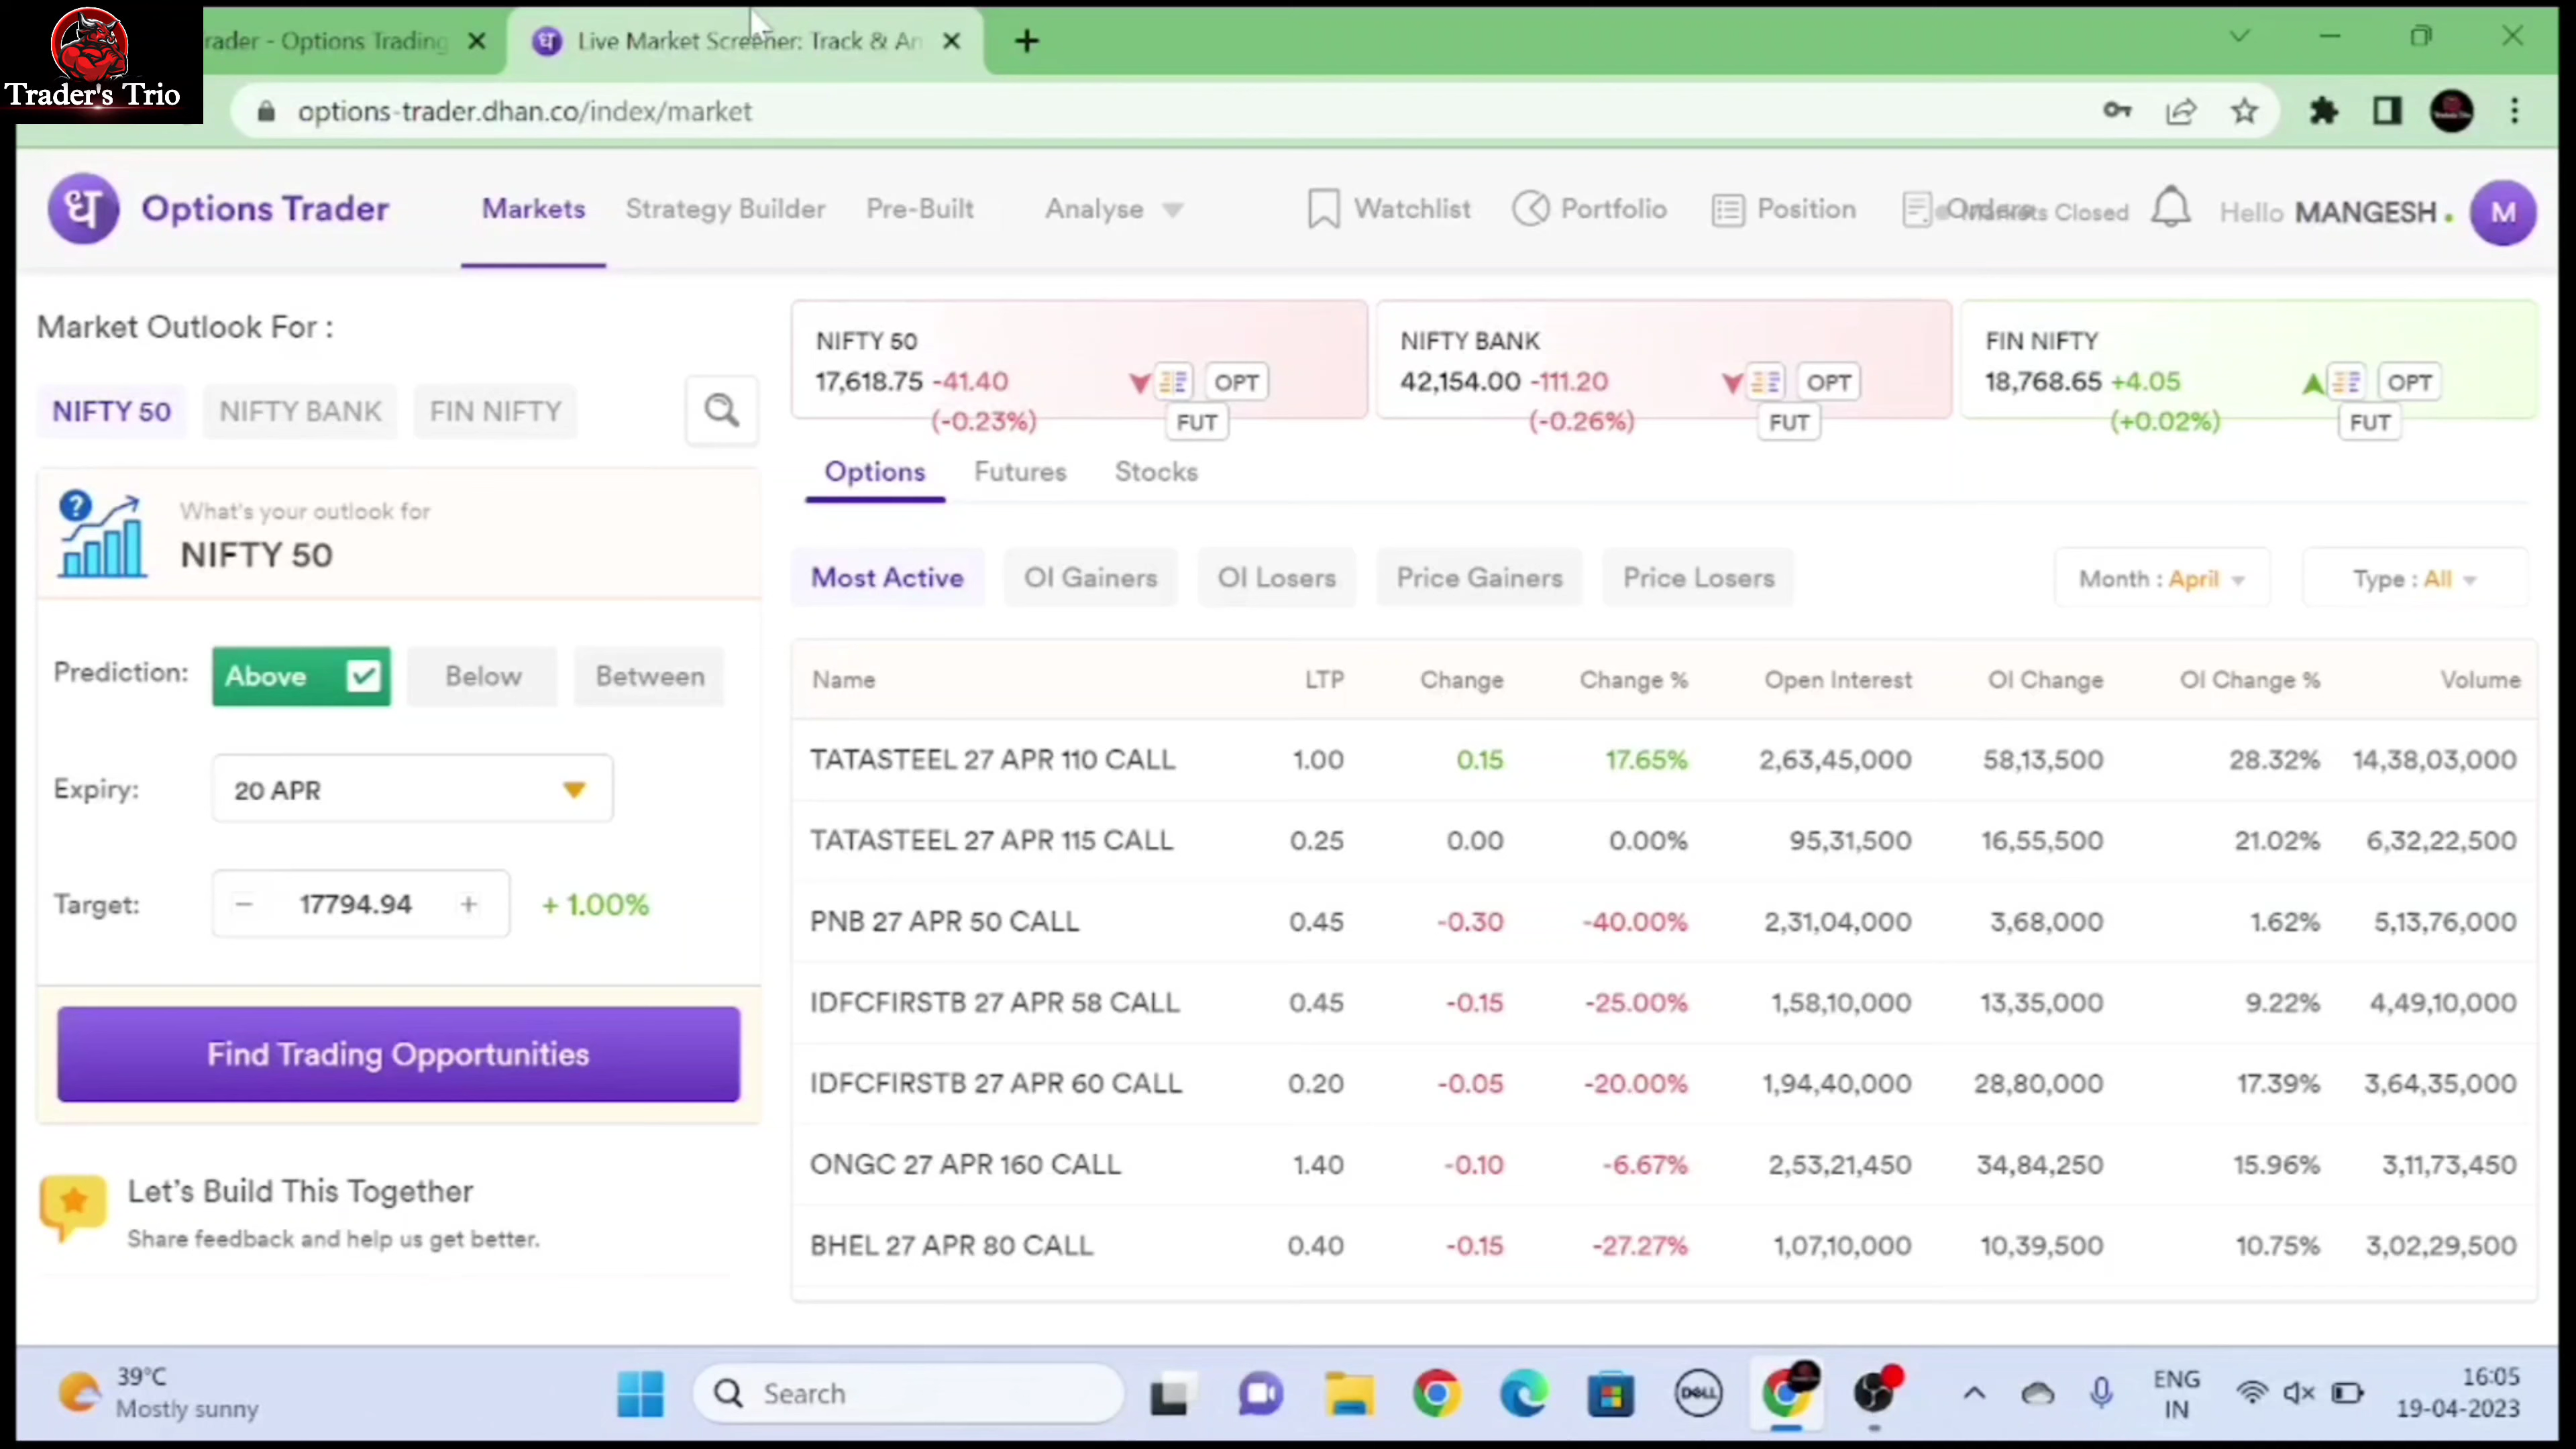 Trader's Trio
rader - Options Trading
Live Market Screener: Track & An
options-trader.dhan.co/index/market
ध
Options Trader
Markets
Strategy Builder
Pre-Built
Analyse
Watchlist
Portfolio
Position
Orders
Markets Closed
Hello MANGESH
M
Market Outlook For :
NIFTY 50
NIFTY BANK
FIN NIFTY
What's your outlook for
NIFTY 50
Prediction: Above Below Between
Expiry: 20 APR
Target: − 17794.94 + + 1.00%
Find Trading Opportunities
Let's Build This Together
Share feedback and help us get better.
NIFTY 50
17,618.75 -41.40 OPT
(-0.23%) FUT
NIFTY BANK
42,154.00 -111.20 OPT
(-0.26%) FUT
FIN NIFTY
18,768.65 +4.05 OPT
(+0.02%) FUT
Options Futures Stocks
Most Active OI Gainers OI Losers Price Gainers Price Losers Month : April Type : All
Name LTP Change Change % Open Interest OI Change OI Change % Volume
TATASTEEL 27 APR 110 CALL 1.00 0.15 17.65% 2,63,45,000 58,13,500 28.32% 14,38,03,000
TATASTEEL 27 APR 115 CALL 0.25 0.00 0.00% 95,31,500 16,55,500 21.02% 6,32,22,500
PNB 27 APR 50 CALL 0.45 -0.30 -40.00% 2,31,04,000 3,68,000 1.62% 5,13,76,000
IDFCFIRSTB 27 APR 58 CALL 0.45 -0.15 -25.00% 1,58,10,000 13,35,000 9.22% 4,49,10,000
IDFCFIRSTB 27 APR 60 CALL 0.20 -0.05 -20.00% 1,94,40,000 28,80,000 17.39% 3,64,35,000
ONGC 27 APR 160 CALL 1.40 -0.10 -6.67% 2,53,21,450 34,84,250 15.96% 3,11,73,450
BHEL 27 APR 80 CALL 0.40 -0.15 -27.27% 1,07,10,000 10,39,500 10.75% 3,02,29,500
39°C
Mostly sunny
Search
DELL
ENG
IN
16:05
19-04-2023